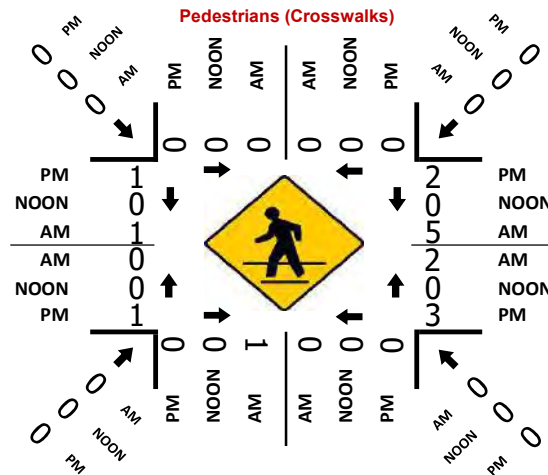 Pedestrians (Crosswalks)
PM NOON AM
0 0 0
PM NOON AM AM NOON PM
0 0 0 0 0 0
AM NOON PM
0 0 0
PM 1 2 PM
NOON 0 0 NOON
AM 1 5 AM
AM 0 2 AM
NOON 0 0 NOON
PM 1 3 PM
0 0 1 0 0 0
PM NOON AM AM NOON PM
0 0 0
AM NOON PM
0 0 0
AM NOON PM